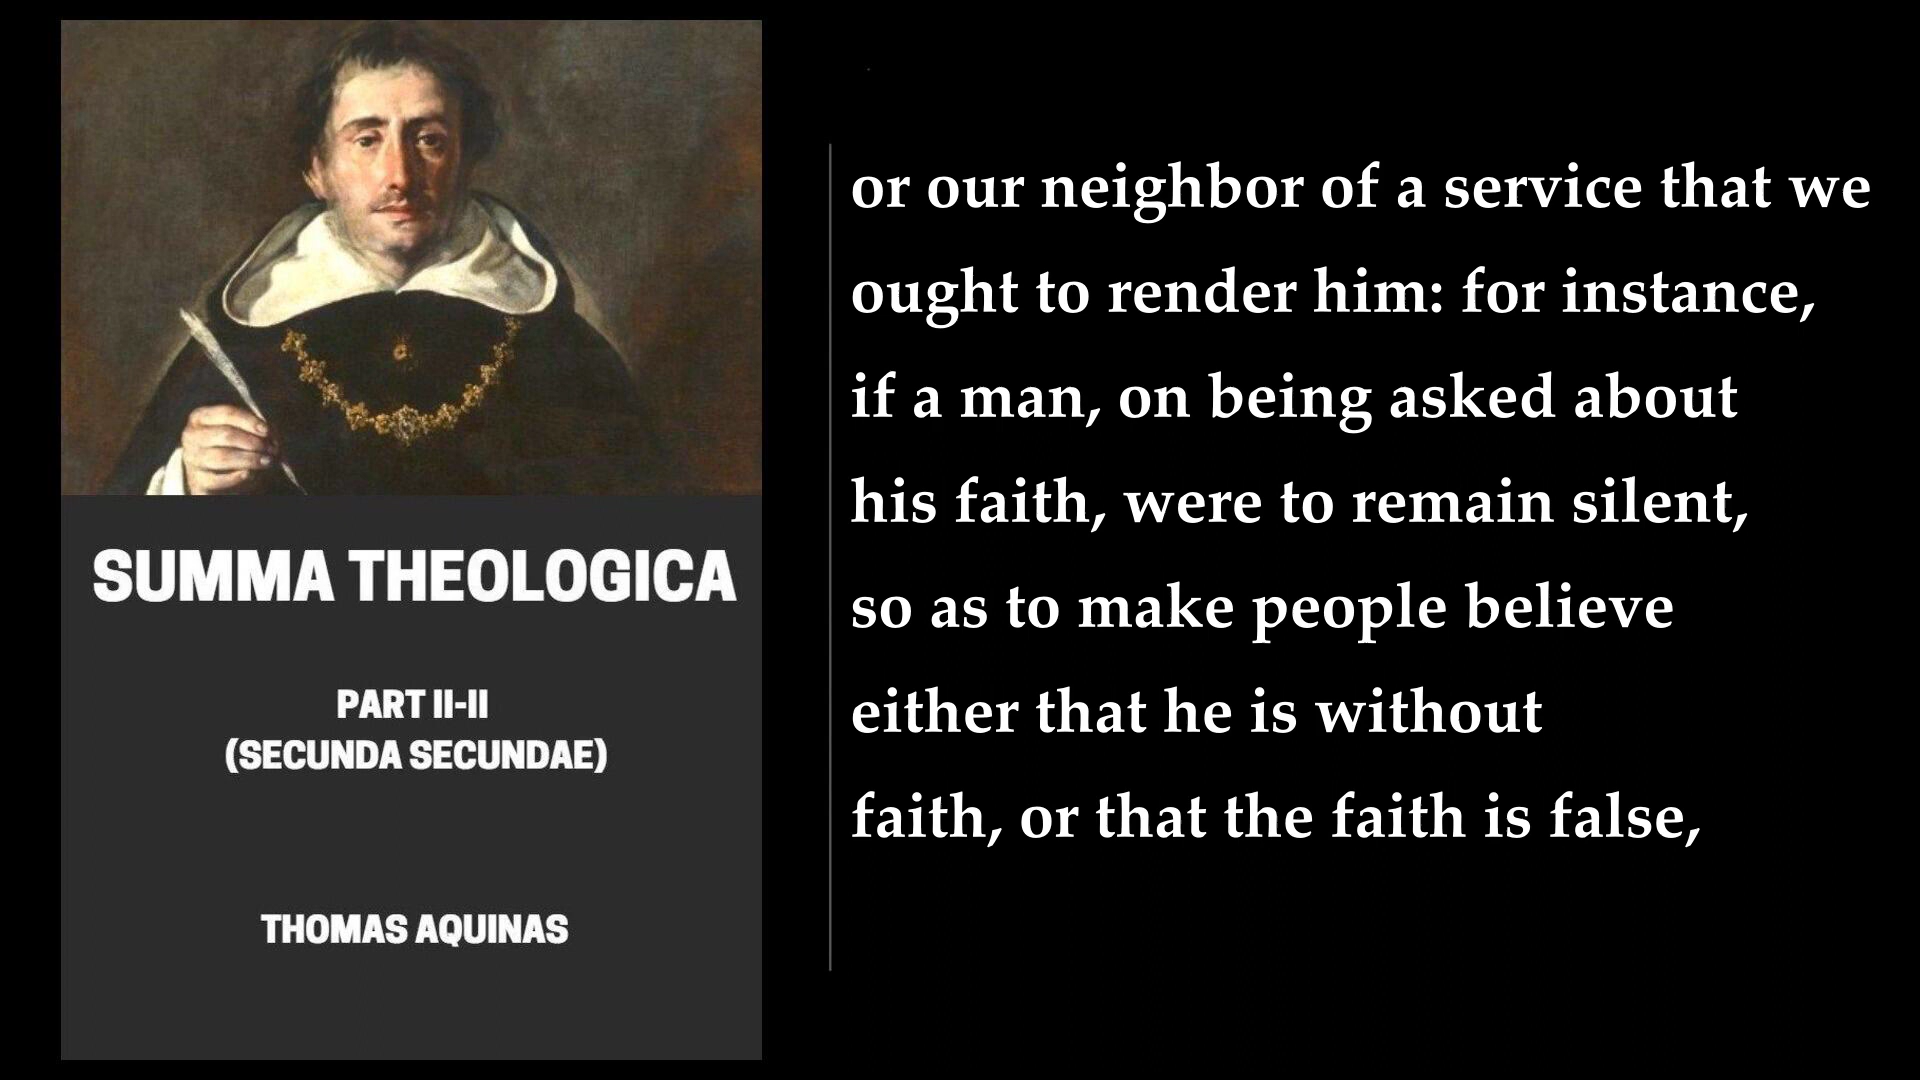 SUMMA THEOLOGICA
PART II-II
(SECUNDA SECUNDAE)
THOMAS AQUINAS
or our neighbor of a service that we
ought to render him: for instance,
if a man, on being asked about
his faith, were to remain silent,
so as to make people believe
either that he is without
faith, or that the faith is false,